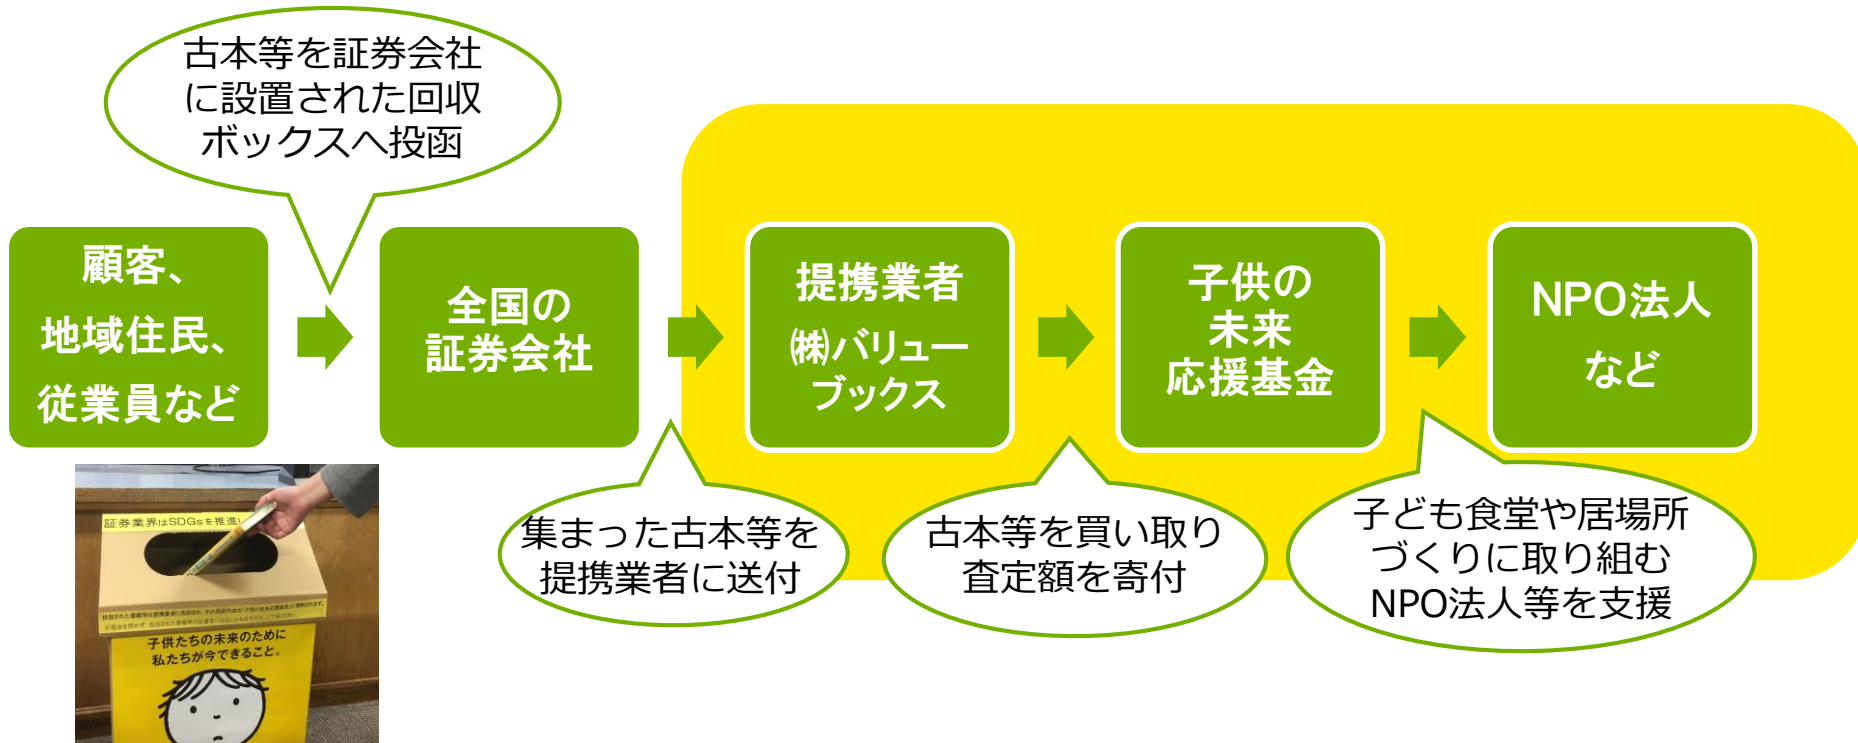 古本等を証券会社
に設置された回収
ボックスへ投函
顧客、
地域住民、
従業員など
全国の
証券会社
提携業者
㈱バリュー
ブックス
子供の
未来
応援基金
NPO法人
など
集まった古本等を
提携業者に送付
古本等を買い取り
査定額を寄付
子ども食堂や居場所
づくりに取り組む
NPO法人等を支援
証券業界はSDGsを推進
子供たちの未来のために
私たちが今できること。